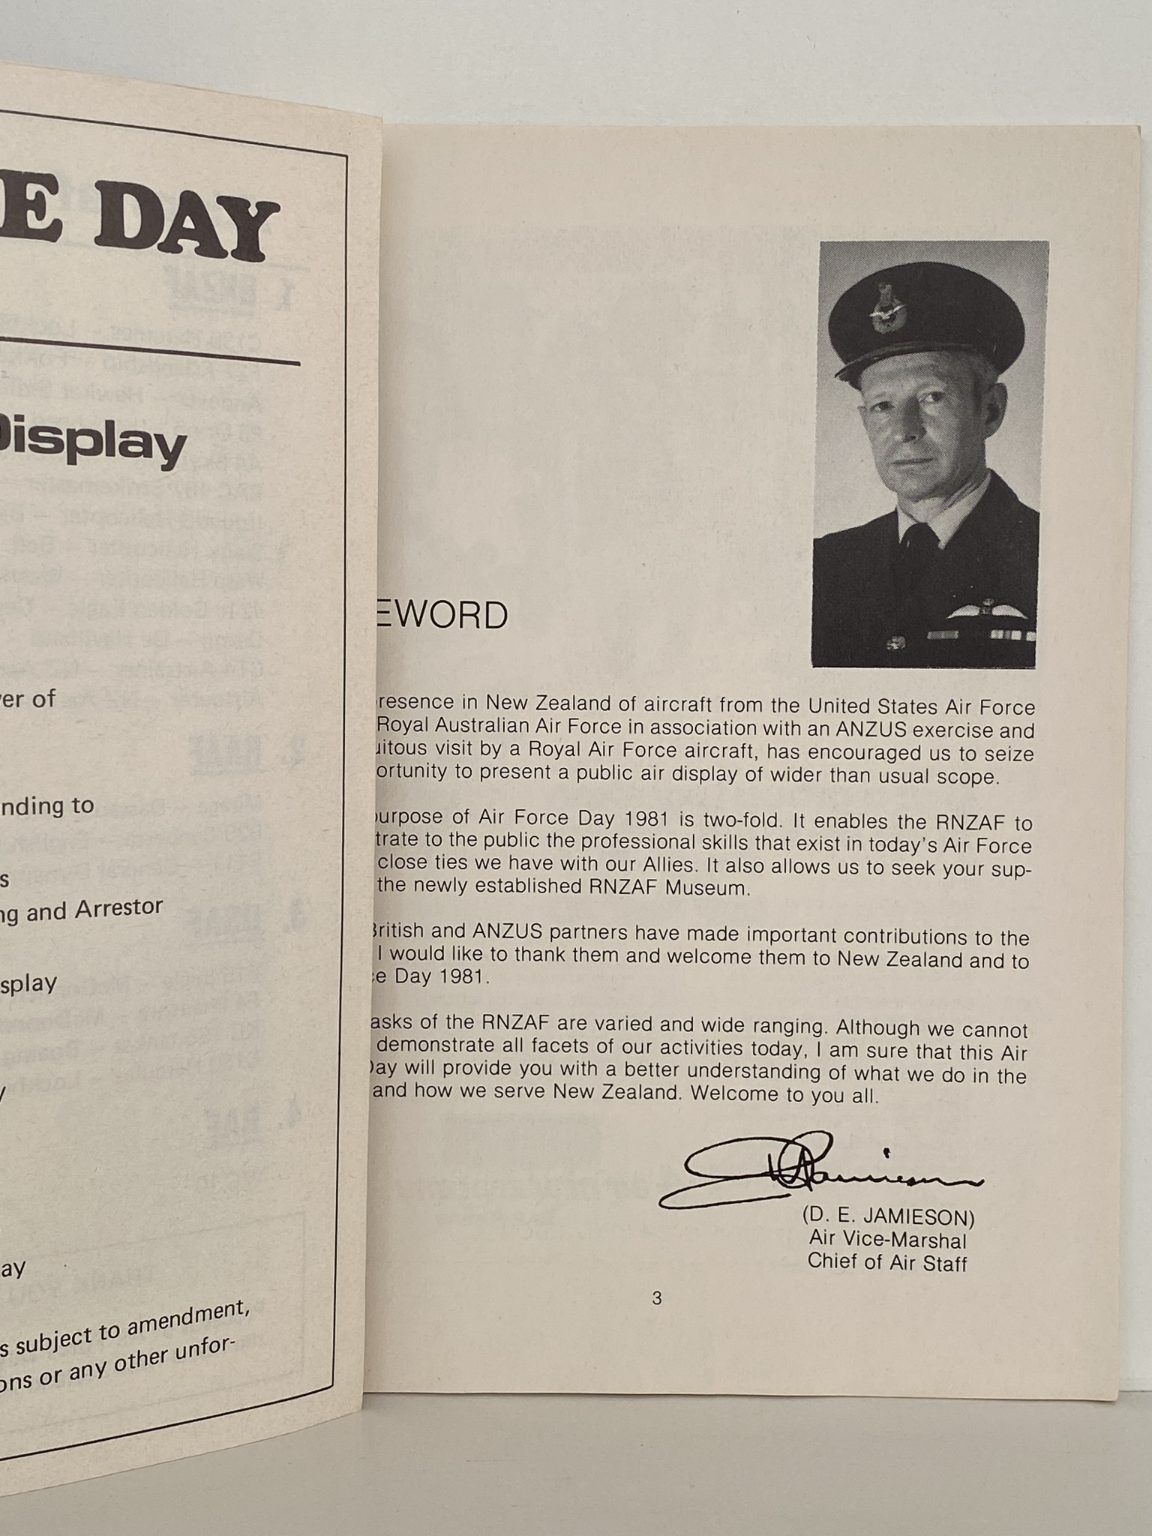 E DAY
Display
er of
nding to
s
ng and Arrestor
splay
y
ay
s subject to amendment,
ons or any other unfor-
EWORD
resence in New Zealand of aircraft from the United States Air Force
Royal Australian Air Force in association with an ANZUS exercise and
uitous visit by a Royal Air Force aircraft, has encouraged us to seize
ortunity to present a public air display of wider than usual scope.
urpose of Air Force Day 1981 is two-fold. It enables the RNZAF to
trate to the public the professional skills that exist in today's Air Force
close ties we have with our Allies. It also allows us to seek your sup-
the newly established RNZAF Museum.
British and ANZUS partners have made important contributions to the
I would like to thank them and welcome them to New Zealand and to
e Day 1981.
asks of the RNZAF are varied and wide ranging. Although we cannot
demonstrate all facets of our activities today, I am sure that this Air
Day will provide you with a better understanding of what we do in the
and how we serve New Zealand. Welcome to you all.
(D. E. JAMIESON)
Air Vice-Marshal
Chief of Air Staff
3